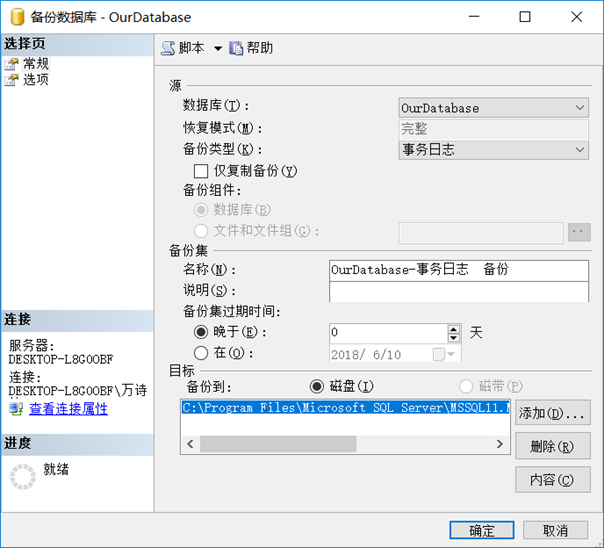 备份数据库 - OurDatabase
选择页
常规
选项
脚本 帮助
源
数据库(T): OurDatabase
恢复模式(M): 完整
备份类型(K): 事务日志
仅复制备份(Y)
备份组件:
数据库(B)
文件和文件组(G):
备份集
名称(N): OurDatabase-事务日志 备份
说明(S):
备份集过期时间:
晚于(E): 0 天
在(O): 2018/ 6/10
目标
备份到: 磁盘(I) 磁带(P)
C:\Program Files\Microsoft SQL Server\MSSQL11.
添加(D)...
删除(R)
内容(C)
连接
服务器:
DESKTOP-L8GOOBF
连接:
DESKTOP-L8GOOBF\万诗
查看连接属性
进度
就绪
确定 取消